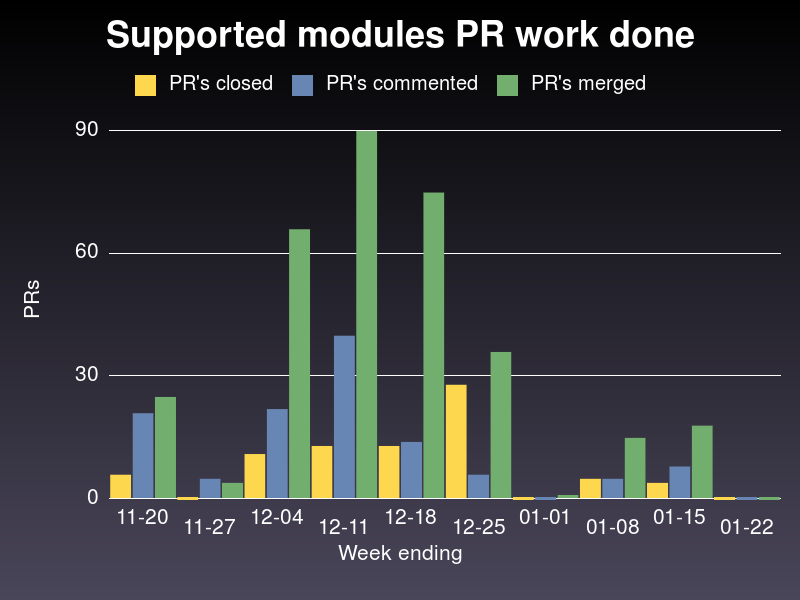 Supported modules PR work done
PR's closed PR's commented PR's merged
90
60
30
0
PRs
11-20 11-27 12-04 12-11 12-18 12-25 01-01 01-08 01-15 01-22
Week ending